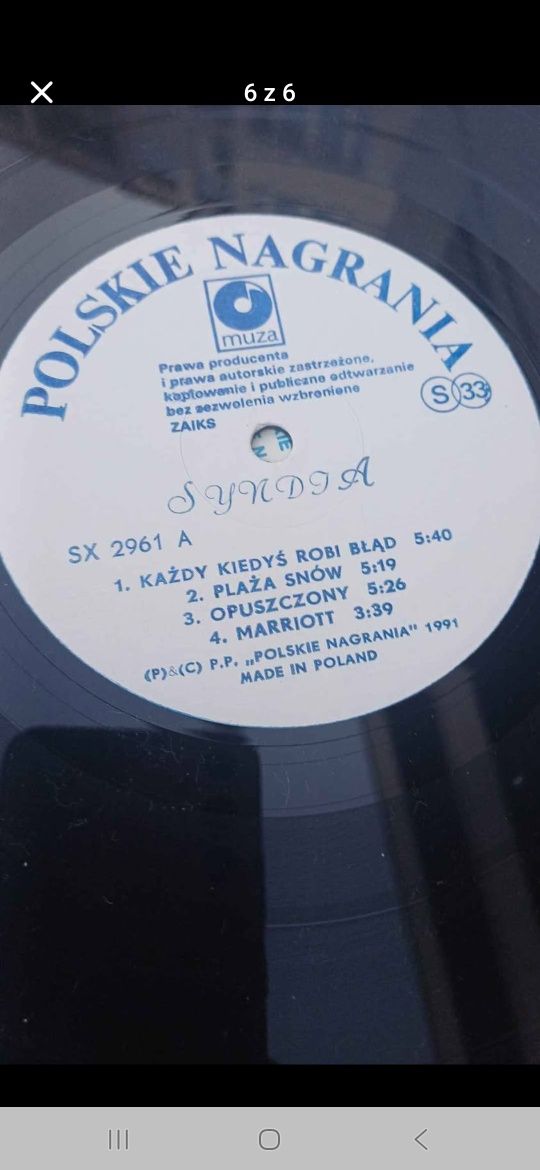 6 z 6
POLSKIE NAGRANIA
muza
Prawa producenta
i prawa autorskie zastrzeżone,
kopiowanie i publiczne odtwarzanie
bez zezwolenia wzbronione
ZAIKS
S 33
SYNDIA
SX 2961 A
1. KAŻDY KIEDYŚ ROBI BŁĄD 5:40
2. PLAŻA SNÓW 5:19
3. OPUSZCZONY 5:26
4. MARRIOTT 3:39
(P)&(C) P.P. „POLSKIE NAGRANIA" 1991
MADE IN POLAND